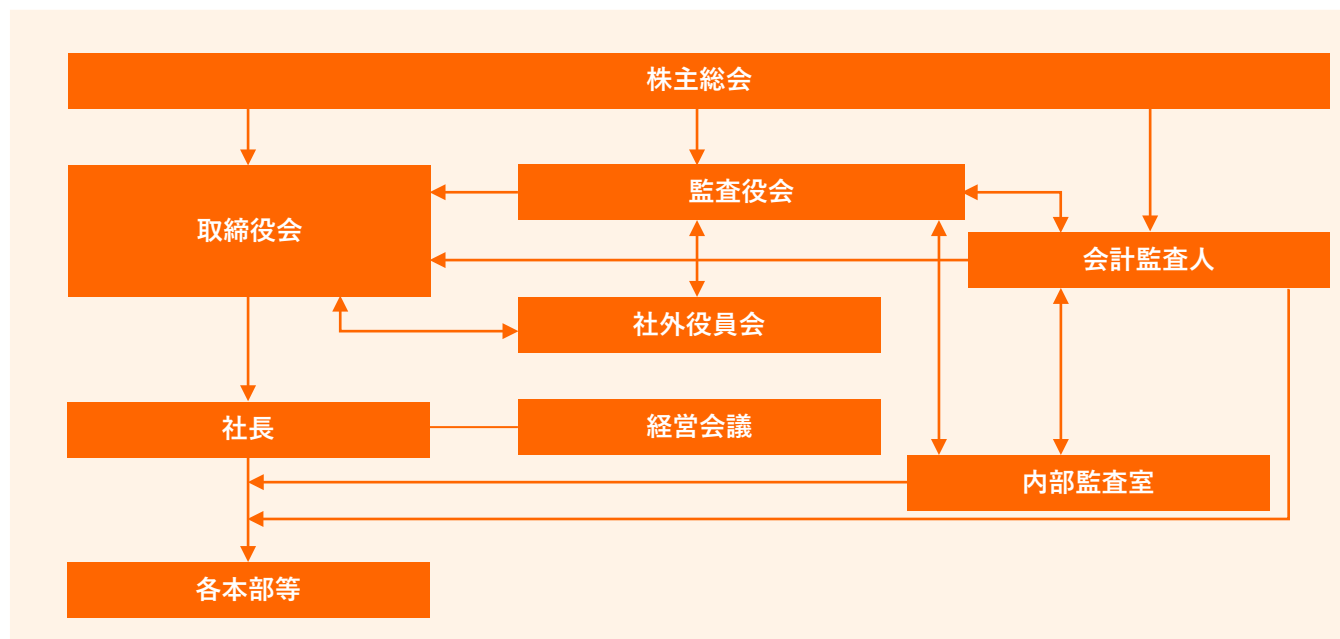 株主総会
取締役会
監査役会
会計監査人
社外役員会
社長
経営会議
内部監査室
各本部等